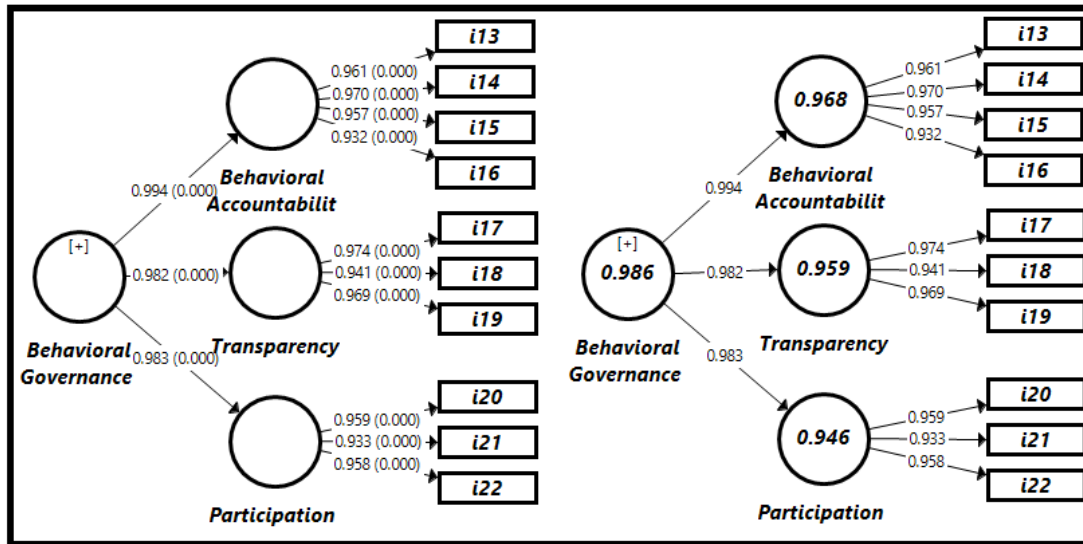 i13
0.961 (0.000)
i14
0.970 (0.000)
0.957 (0.000)
i15
0.932 (0.000)
i16
Behavioral
Accountabilit
0.994 (0.000)
[+]
0.982 (0.000)
Behavioral
Governance
i17
0.974 (0.000)
0.941 (0.000)
i18
0.969 (0.000)
i19
Transparency
0.983 (0.000)
i20
0.959 (0.000)
0.933 (0.000)
i21
0.958 (0.000)
i22
Participation
i13
0.961
0.968
0.970
i14
0.957
i15
0.932
i16
Behavioral
Accountabilit
0.994
[+]
0.986
0.982
Behavioral
Governance
i17
0.974
0.959
0.941
i18
0.969
i19
Transparency
0.983
i20
0.959
0.946
0.933
i21
0.958
i22
Participation